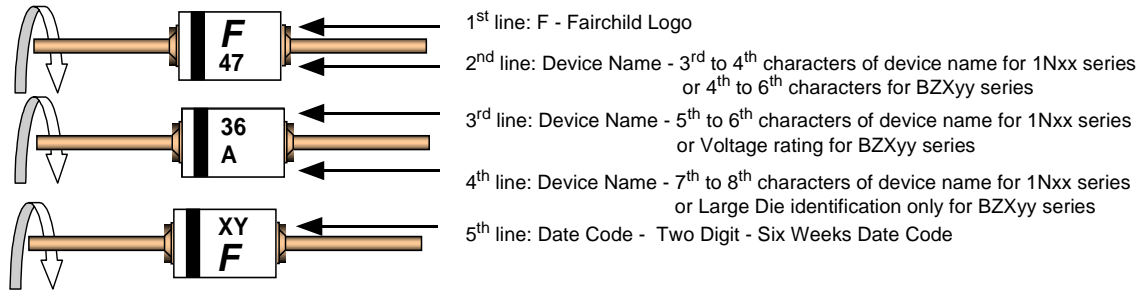 F
47
36
A
XY
F
1st line: F - Fairchild Logo
2nd line: Device Name - 3rd to 4th characters of device name for 1Nxx series
or 4th to 6th characters for BZXyy series
3rd line: Device Name - 5th to 6th characters of device name for 1Nxx series
or Voltage rating for BZXyy series
4th line: Device Name - 7th to 8th characters of device name for 1Nxx series
or Large Die identification only for BZXyy series
5th line: Date Code - Two Digit - Six Weeks Date Code